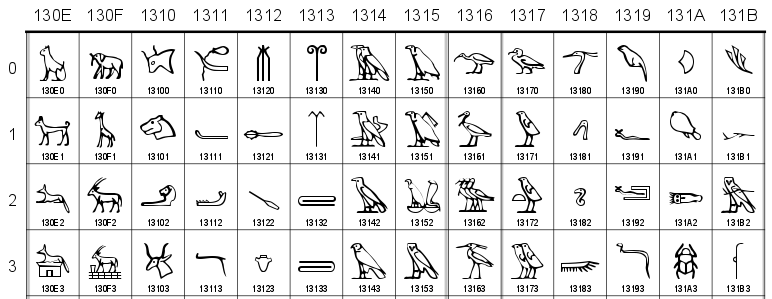 130E 130F 1310 1311 1312 1313 1314 1315 1316 1317 1318 1319 131A 131B
0 𓃠 𓃰 𓄀 𓄐 𓄠 𓄰 𓅀 𓅐 𓅠 𓅰 𓆀 𓆐 𓆠 𓆰
130E0 130F0 13100 13110 13120 13130 13140 13150 13160 13170 13180 13190 131A0 131B0
1 𓃡 𓃱 𓄁 𓄑 𓄡 𓄱 𓅁 𓅑 𓅡 𓅱 𓆁 𓆑 𓆡 𓆱
130E1 130F1 13101 13111 13121 13131 13141 13151 13161 13171 13181 13191 131A1 131B1
2 𓃢 𓃲 𓄂 𓄒 𓄢 𓄲 𓅂 𓅒 𓅢 𓅲 𓆂 𓆒 𓆢 𓆲
130E2 130F2 13102 13112 13122 13132 13142 13152 13162 13172 13182 13192 131A2 131B2
3 𓃣 𓃳 𓄃 𓄓 𓄣 𓄳 𓅃 𓅓 𓅣 𓅳 𓆃 𓆓 𓆣 𓆳
130E3 130F3 13103 13113 13123 13133 13143 13153 13163 13173 13183 13193 131A3 131B3